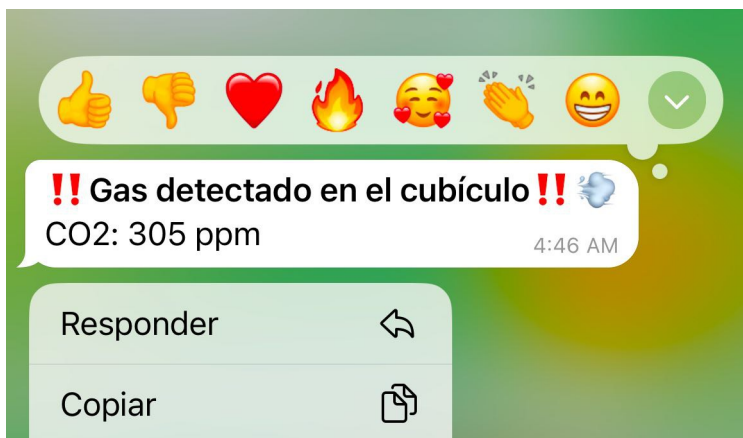 ‼️Gas detectado en el cubículo‼️💨
CO2: 305 ppm
4:46 AM
Responder
Copiar